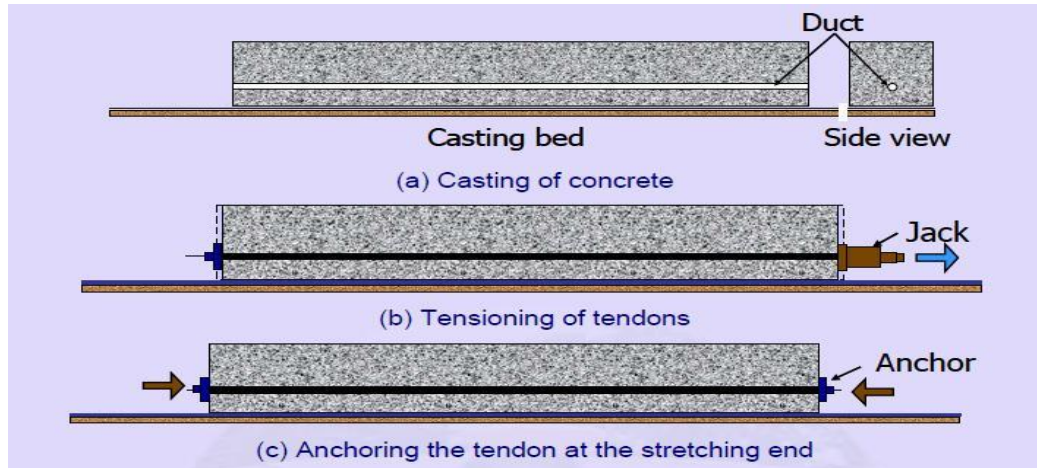 Duct
Casting bed
Side view
(a) Casting of concrete
Jack
(b) Tensioning of tendons
Anchor
(c) Anchoring the tendon at the stretching end